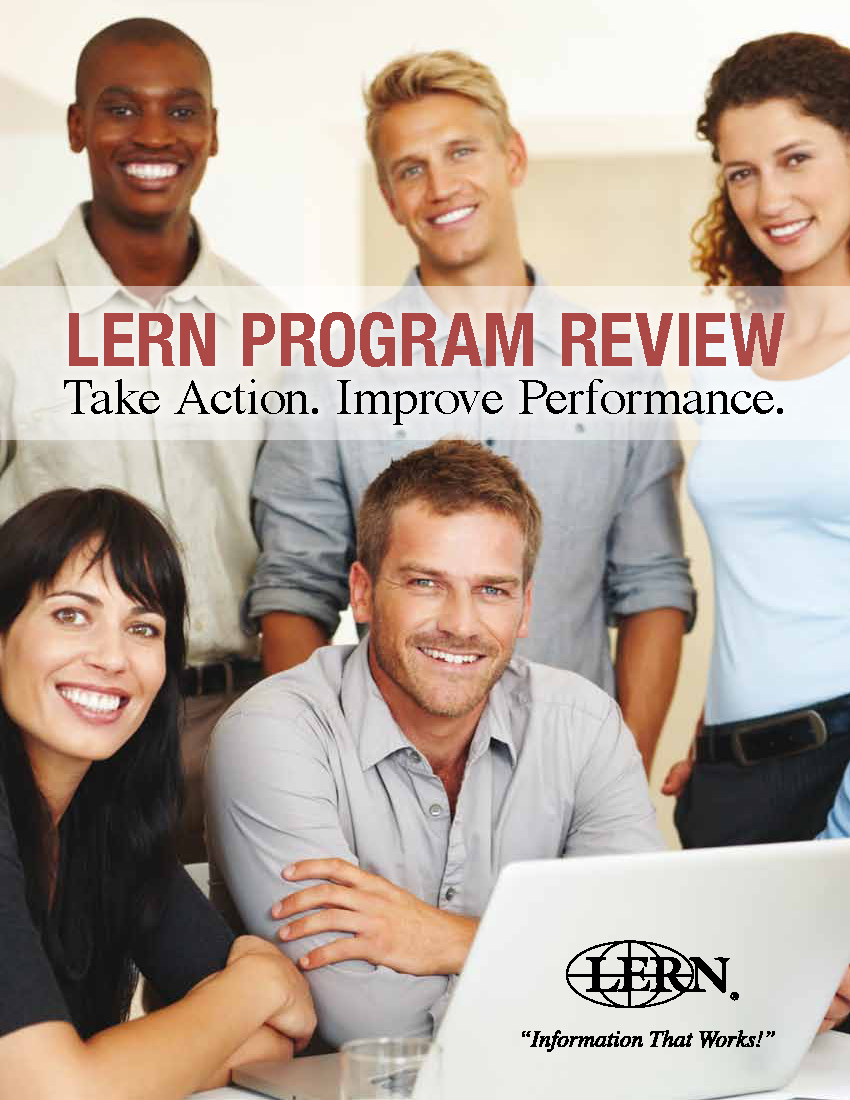 LERN PROGRAM REVIEW
Take Action. Improve Performance.
LERN®
“Information That Works!”